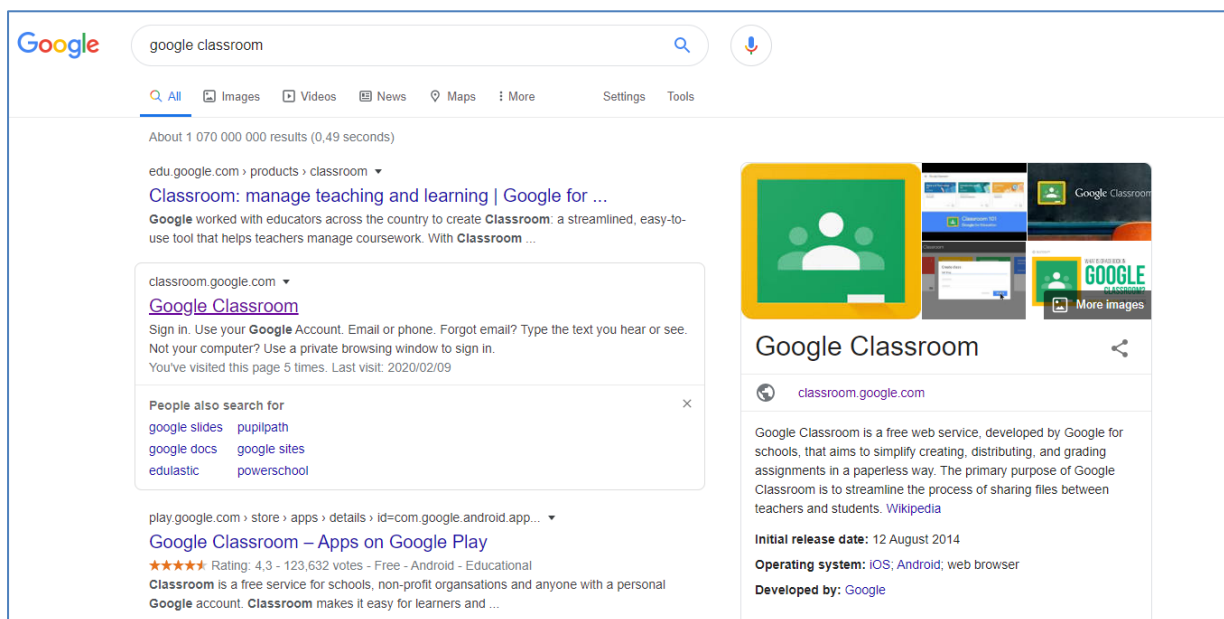 Google
google classroom
All Images Videos News Maps More Settings Tools
About 1 070 000 000 results (0,49 seconds)
edu.google.com › products › classroom
Classroom: manage teaching and learning | Google for ...
Google worked with educators across the country to create Classroom: a streamlined, easy-to-
use tool that helps teachers manage coursework. With Classroom ...
classroom.google.com
Google Classroom
Sign in. Use your Google Account. Email or phone. Forgot email? Type the text you hear or see.
Not your computer? Use a private browsing window to sign in.
You've visited this page 5 times. Last visit: 2020/02/09
People also search for
google slides pupilpath
google docs google sites
edulastic powerschool
play.google.com › store › apps › details › id=com.google.android.app...
Google Classroom – Apps on Google Play
Rating: 4,3 - 123,632 votes - Free - Android - Educational
Classroom is a free service for schools, non-profit organsations and anyone with a personal
Google account. Classroom makes it easy for learners and ...
Classroom 101
Google Classroom
GOOGLE
CLASSROOM?
More images
Google Classroom
classroom.google.com
Google Classroom is a free web service, developed by Google for
schools, that aims to simplify creating, distributing, and grading
assignments in a paperless way. The primary purpose of Google
Classroom is to streamline the process of sharing files between
teachers and students. Wikipedia
Initial release date: 12 August 2014
Operating system: iOS; Android; web browser
Developed by: Google